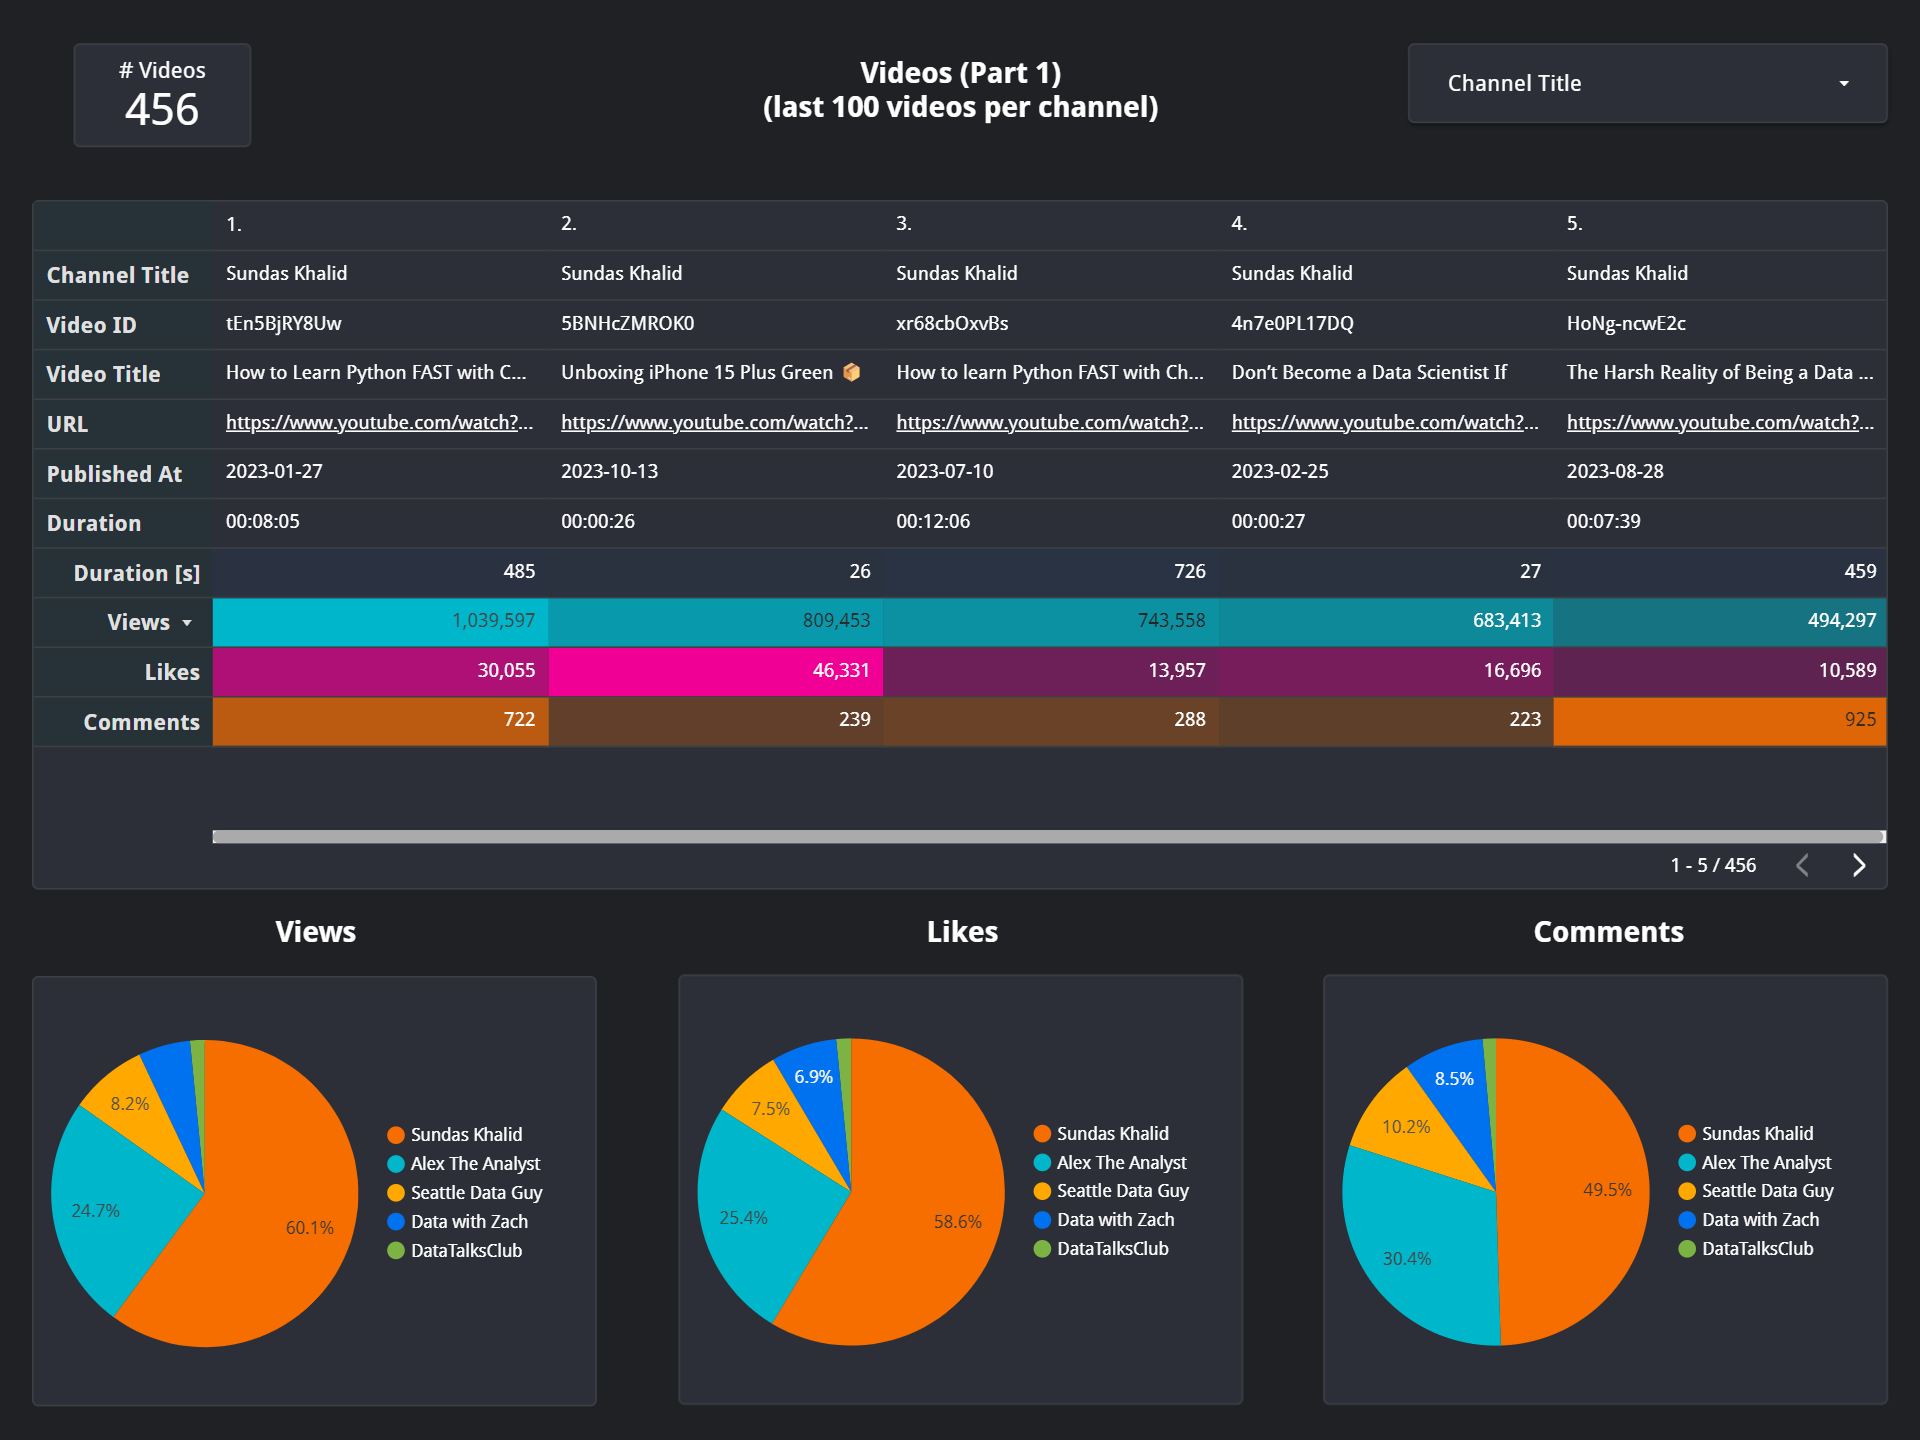 # Videos
456
Videos (Part 1)
(last 100 videos per channel)
Channel Title
1. 2. 3. 4. 5.
Channel Title Sundas Khalid Sundas Khalid Sundas Khalid Sundas Khalid Sundas Khalid
Video ID tEn5BjRY8Uw 5BNHcZMROK0 xr68cbOxvBs 4n7e0PL17DQ HoNg-ncwE2c
Video Title How to Learn Python FAST with C... Unboxing iPhone 15 Plus Green 📦 How to learn Python FAST with Ch... Don't Become a Data Scientist If The Harsh Reality of Being a Data ...
URL https://www.youtube.com/watch?... https://www.youtube.com/watch?... https://www.youtube.com/watch?... https://www.youtube.com/watch?... https://www.youtube.com/watch?...
Published At 2023-01-27 2023-10-13 2023-07-10 2023-02-25 2023-08-28
Duration 00:08:05 00:00:26 00:12:06 00:00:27 00:07:39
Duration [s] 485 26 726 27 459
Views 1,039,597 809,453 743,558 683,413 494,297
Likes 30,055 46,331 13,957 16,696 10,589
Comments 722 239 288 223 925
1 - 5 / 456
Views
8.2%
24.7%
60.1%
Sundas Khalid
Alex The Analyst
Seattle Data Guy
Data with Zach
DataTalksClub
Likes
6.9%
7.5%
25.4%
58.6%
Sundas Khalid
Alex The Analyst
Seattle Data Guy
Data with Zach
DataTalksClub
Comments
8.5%
10.2%
49.5%
30.4%
Sundas Khalid
Alex The Analyst
Seattle Data Guy
Data with Zach
DataTalksClub